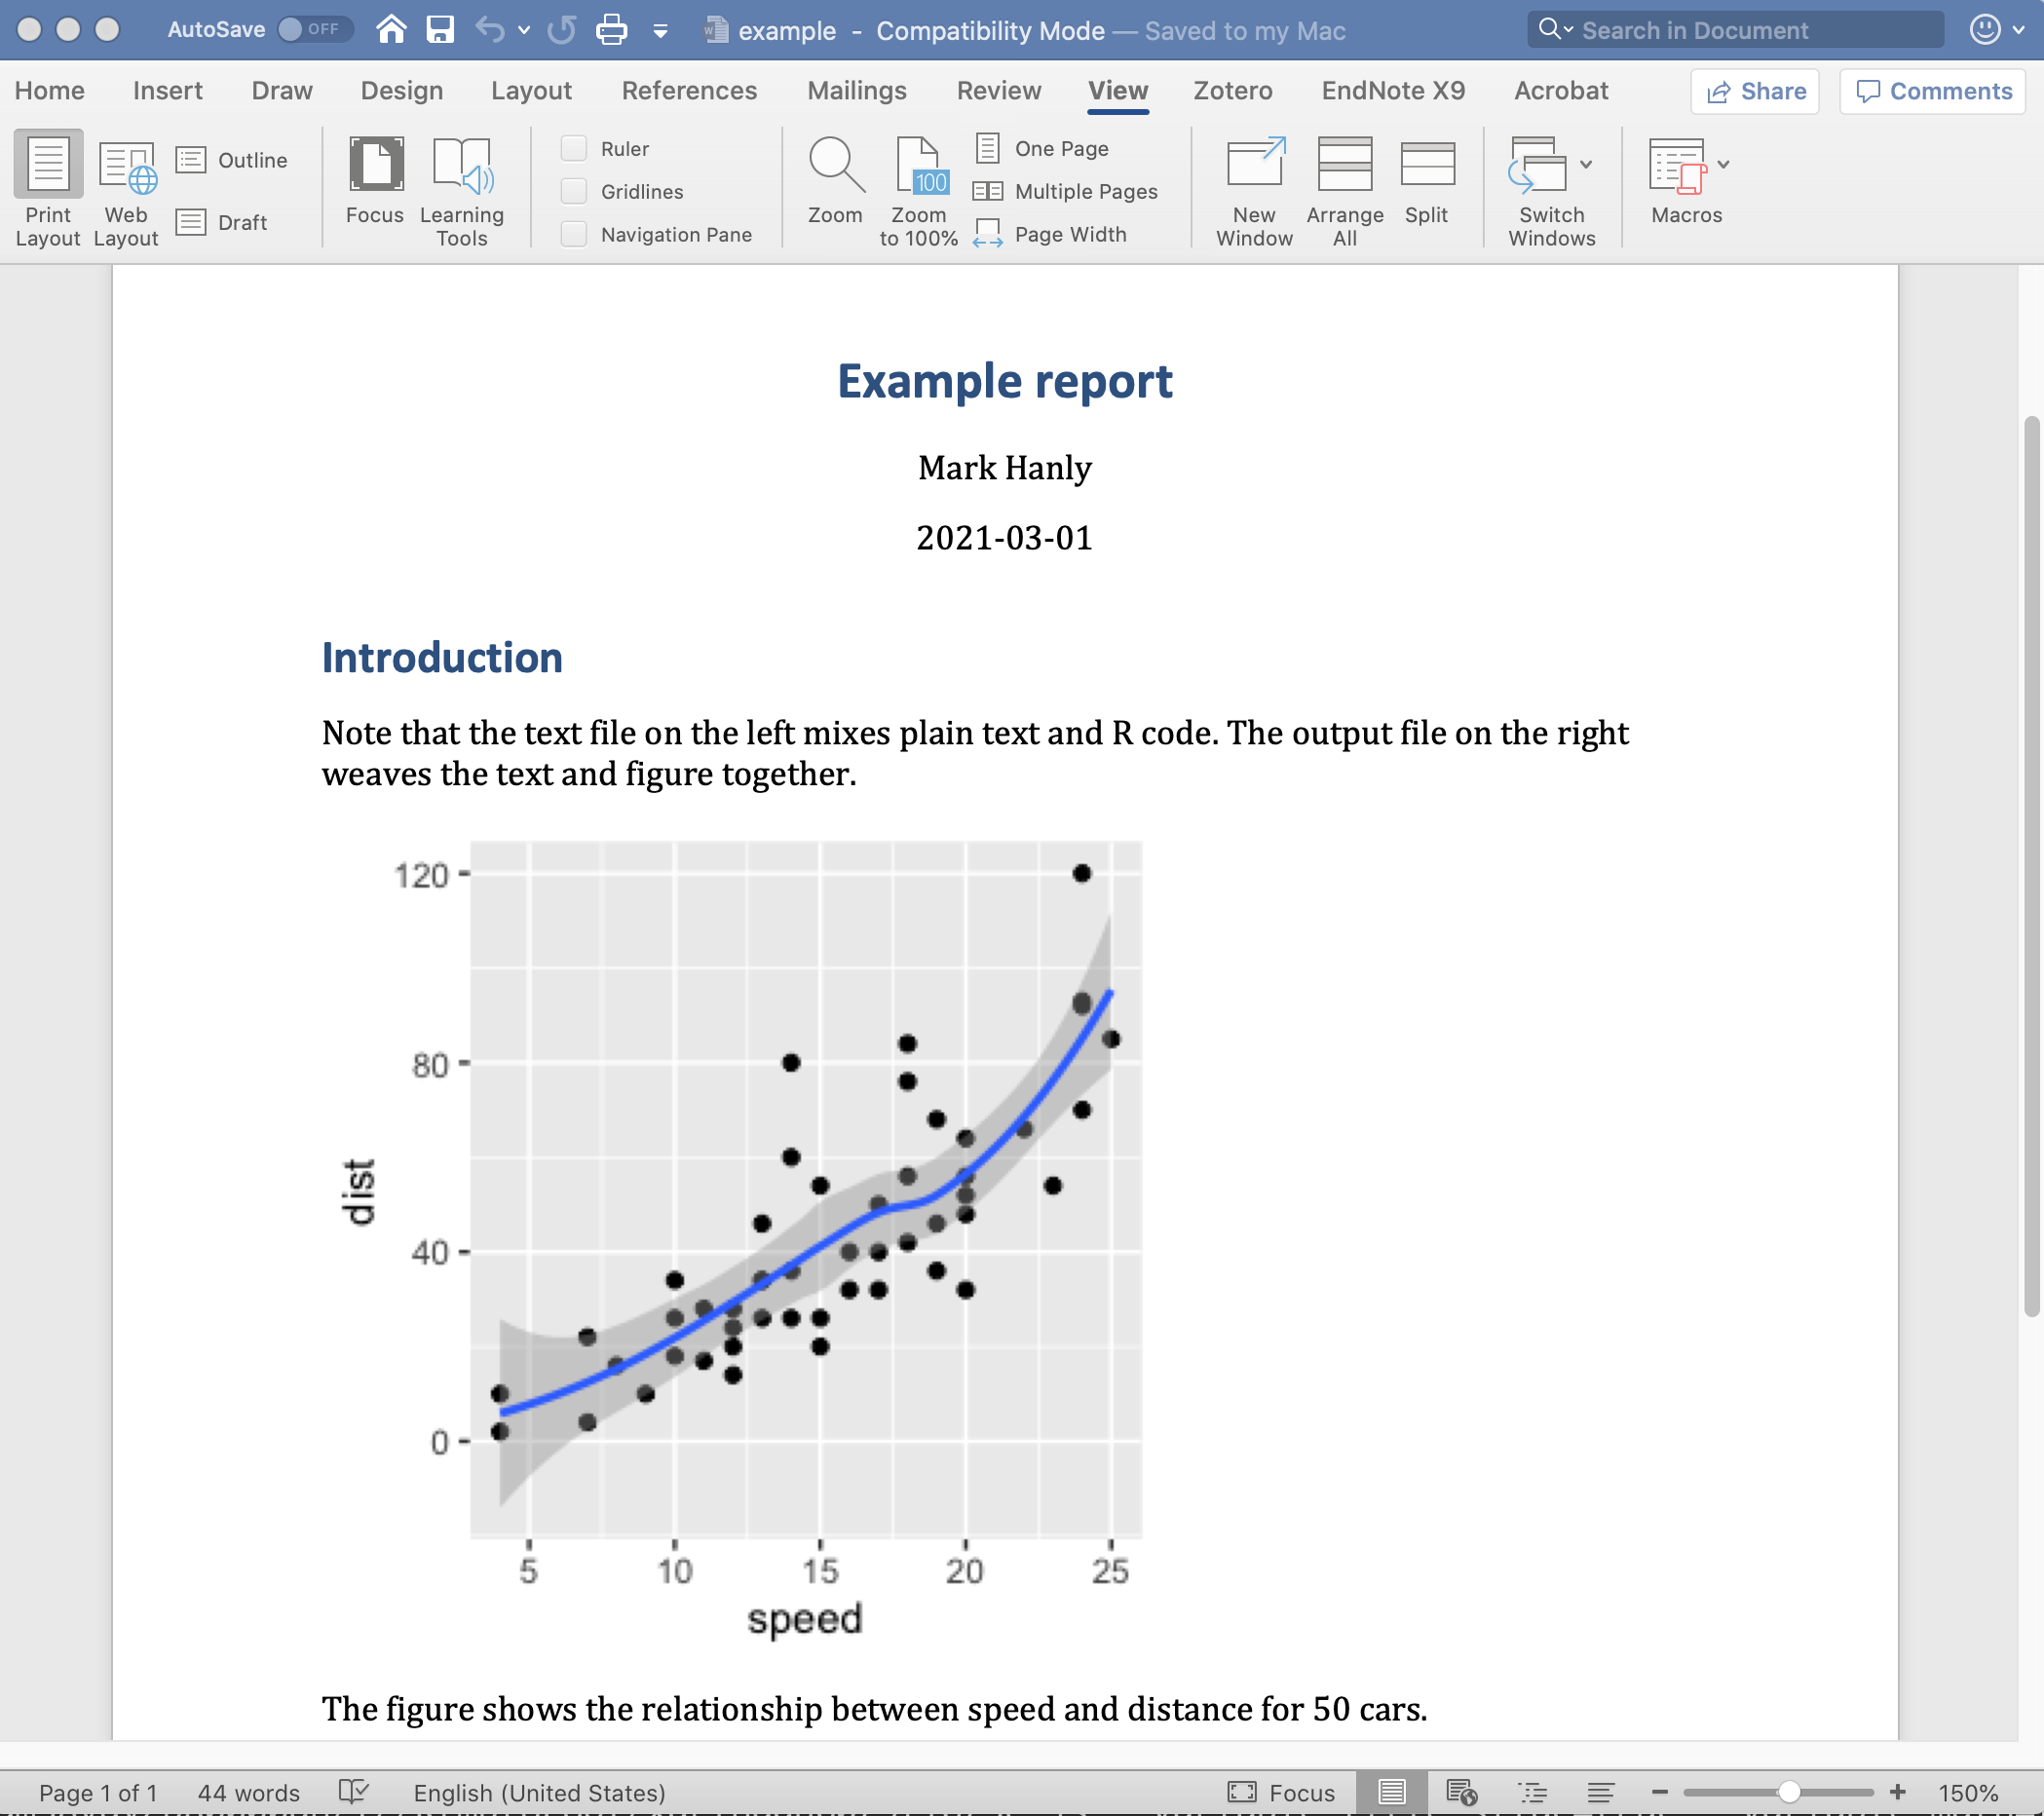 AutoSave OFF example - Compatibility Mode — Saved to my Mac Search in Document
Home Insert Draw Design Layout References Mailings Review View Zotero EndNote X9 Acrobat Share Comments
Print Layout
Web Layout
Outline
Draft
Focus
Learning Tools
Ruler
Gridlines
Navigation Pane
Zoom
100
Zoom to 100%
One Page
Multiple Pages
Page Width
New Window
Arrange All
Split
Switch Windows
Macros
Example report
Mark Hanly
2021-03-01
Introduction
Note that the text file on the left mixes plain text and R code. The output file on the right
weaves the text and figure together.
120
80
dist
40
0
5 10 15 20 25
speed
The figure shows the relationship between speed and distance for 50 cars.
Page 1 of 1 44 words English (United States) Focus 150%